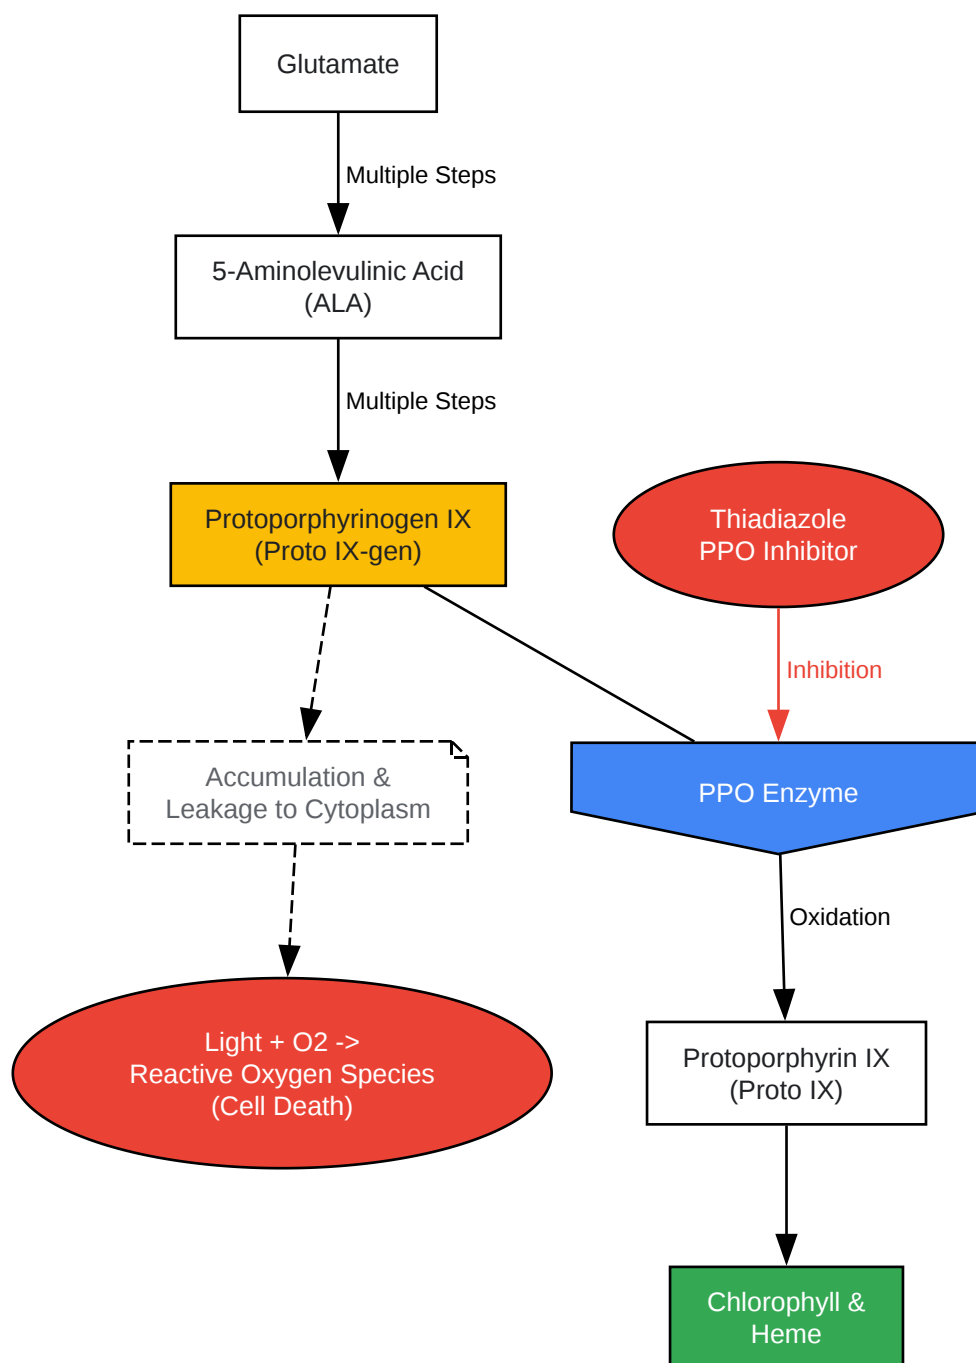 Glutamate
Multiple Steps
5-Aminolevulinic Acid
(ALA)
Multiple Steps
Protoporphyrinogen IX
(Proto IX-gen)
Thiadiazole
PPO Inhibitor
Inhibition
Accumulation &
Leakage to Cytoplasm
PPO Enzyme
Oxidation
Light + O2 ->
Reactive Oxygen Species
(Cell Death)
Protoporphyrin IX
(Proto IX)
Chlorophyll &
Heme